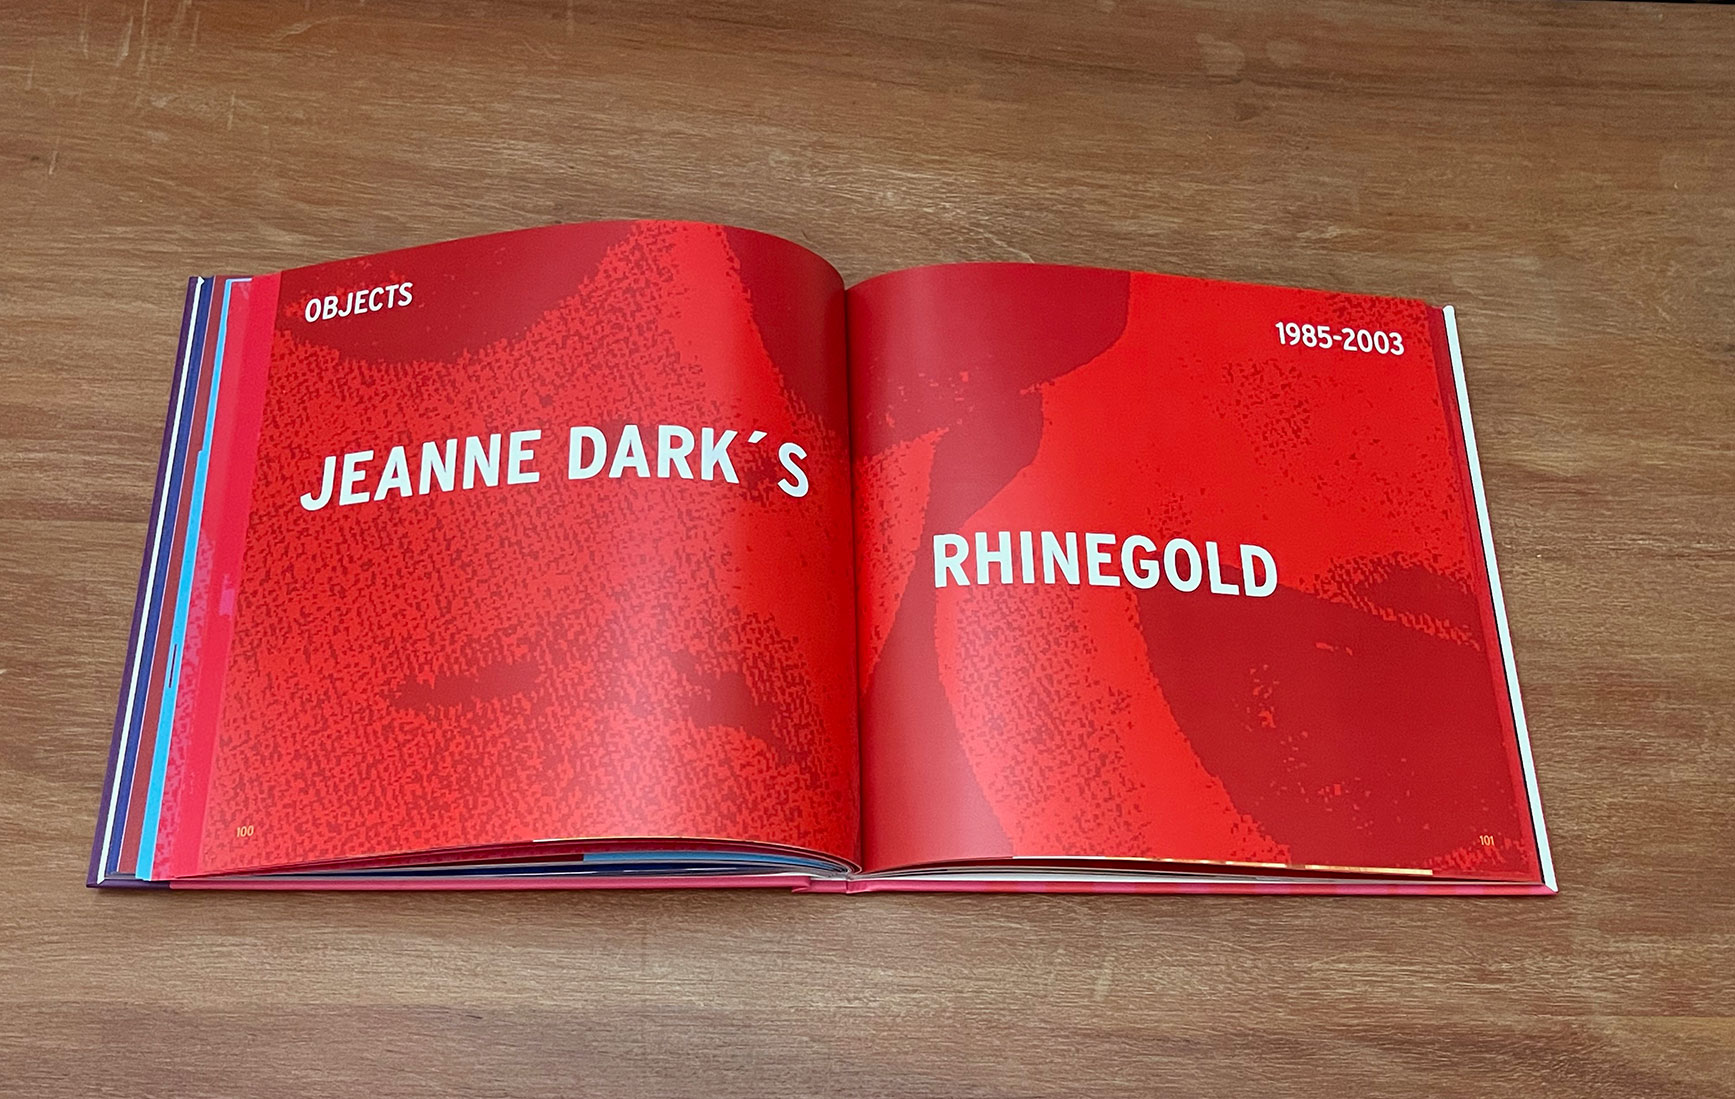 OBJECTS
JEANNE DARK´S
100
1985-2003
RHINEGOLD
101